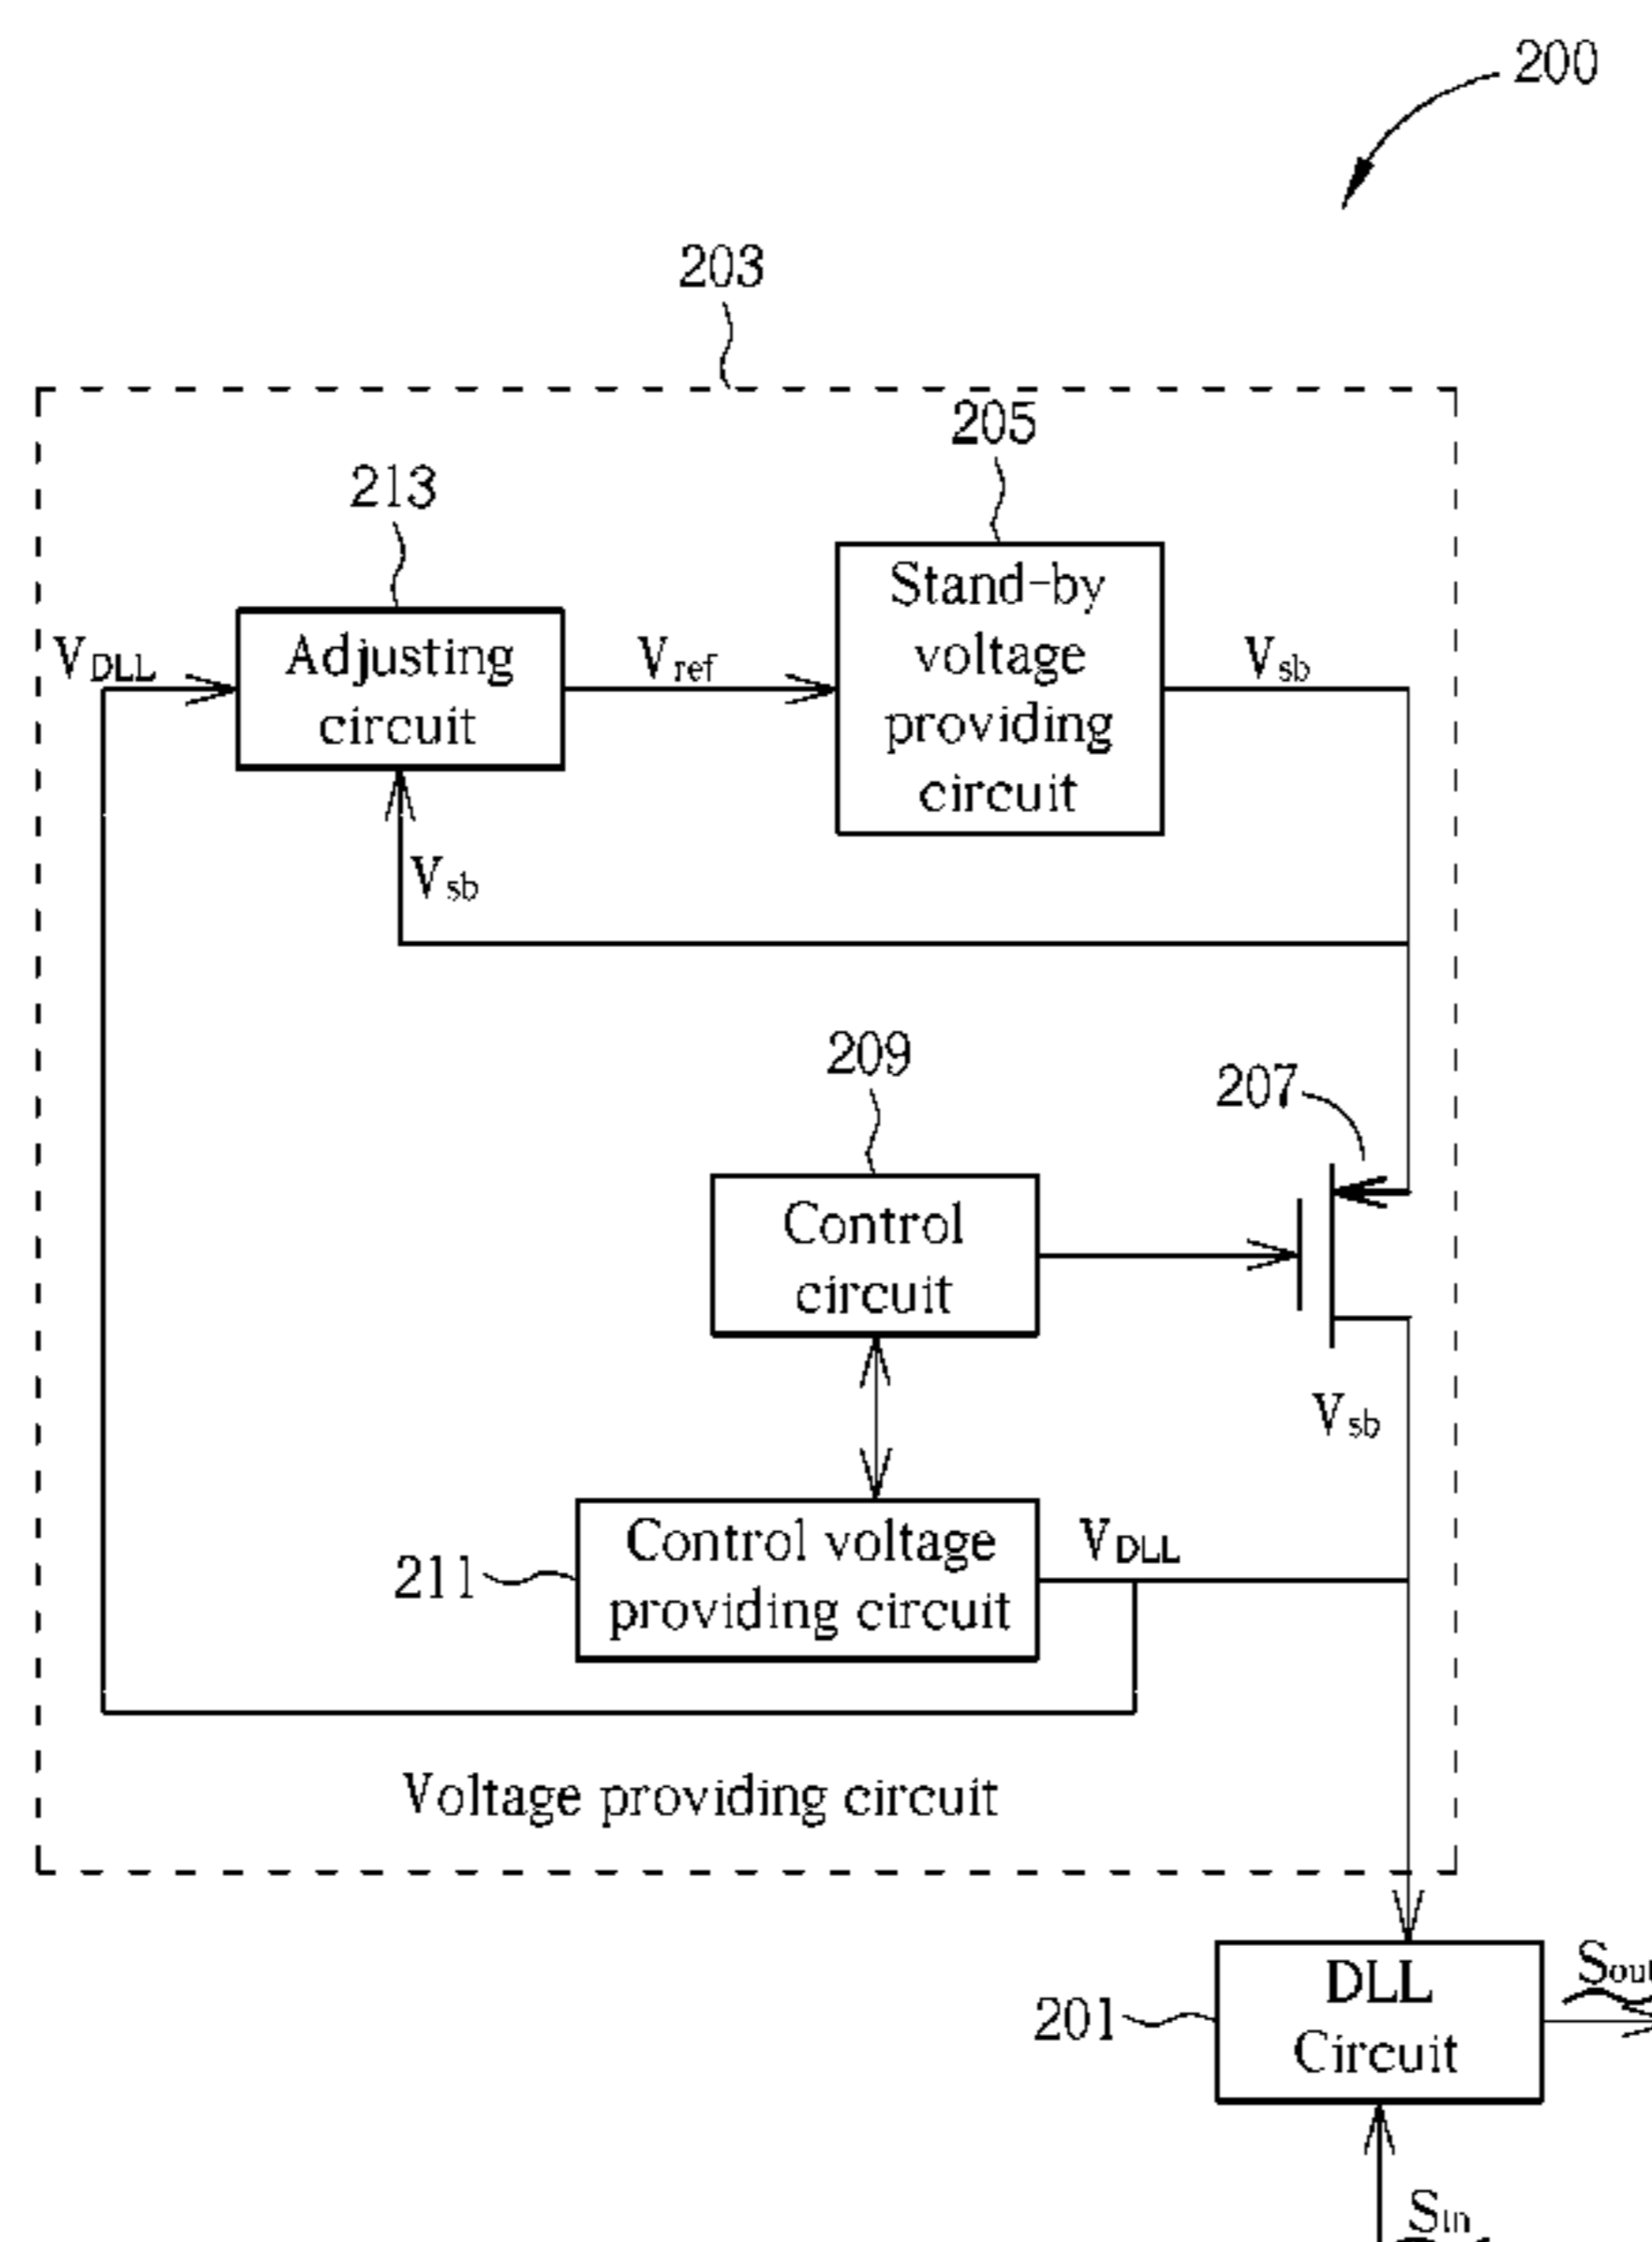 200
203
205
213
Stand-by
voltage
providing
circuit
VDLL
Adjusting
circuit
Vref
Vsb
Vsb
209
207
Control
circuit
Vsb
211
Control voltage
providing circuit
VDLL
Voltage providing circuit
201
DLL
Circuit
Sout
Sin